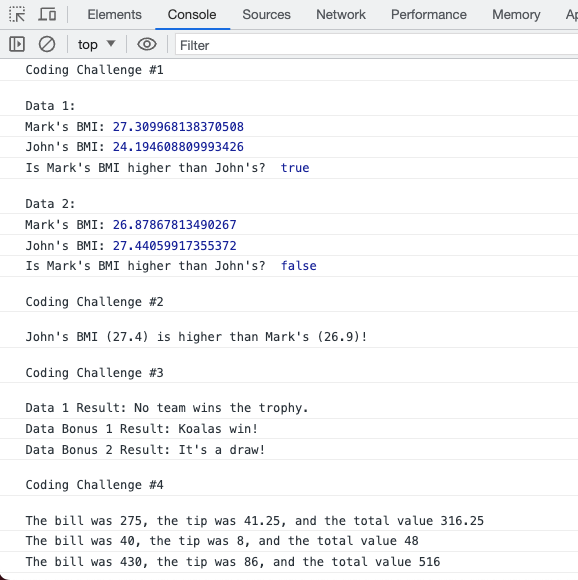 Elements Console Sources Network Performance Memory
top Filter
Coding Challenge #1
Data 1:
Mark's BMI: 27.309968138370508
John's BMI: 24.194608809993426
Is Mark's BMI higher than John's? true
Data 2:
Mark's BMI: 26.87867813490267
John's BMI: 27.44059917355372
Is Mark's BMI higher than John's? false
Coding Challenge #2
John's BMI (27.4) is higher than Mark's (26.9)!
Coding Challenge #3
Data 1 Result: No team wins the trophy.
Data Bonus 1 Result: Koalas win!
Data Bonus 2 Result: It's a draw!
Coding Challenge #4
The bill was 275, the tip was 41.25, and the total value 316.25
The bill was 40, the tip was 8, and the total value 48
The bill was 430, the tip was 86, and the total value 516